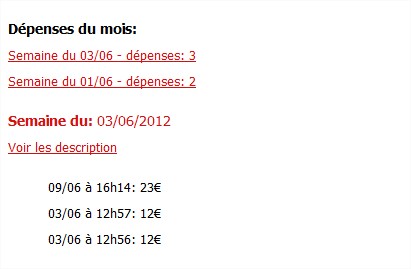 Dépenses du mois:
Semaine du 03/06 - dépenses: 3
Semaine du 01/06 - dépenses: 2
Semaine du: 03/06/2012
Voir les description
09/06 à 16h14: 23€
03/06 à 12h57: 12€
03/06 à 12h56: 12€